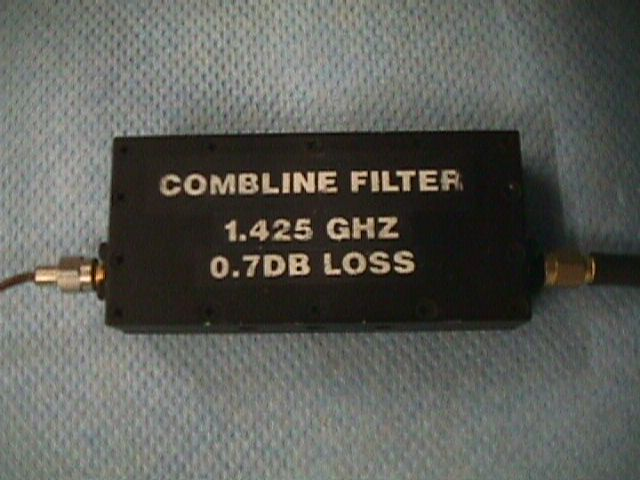 COMBLINE FILTER
1.425 GHZ
0.7DB LOSS